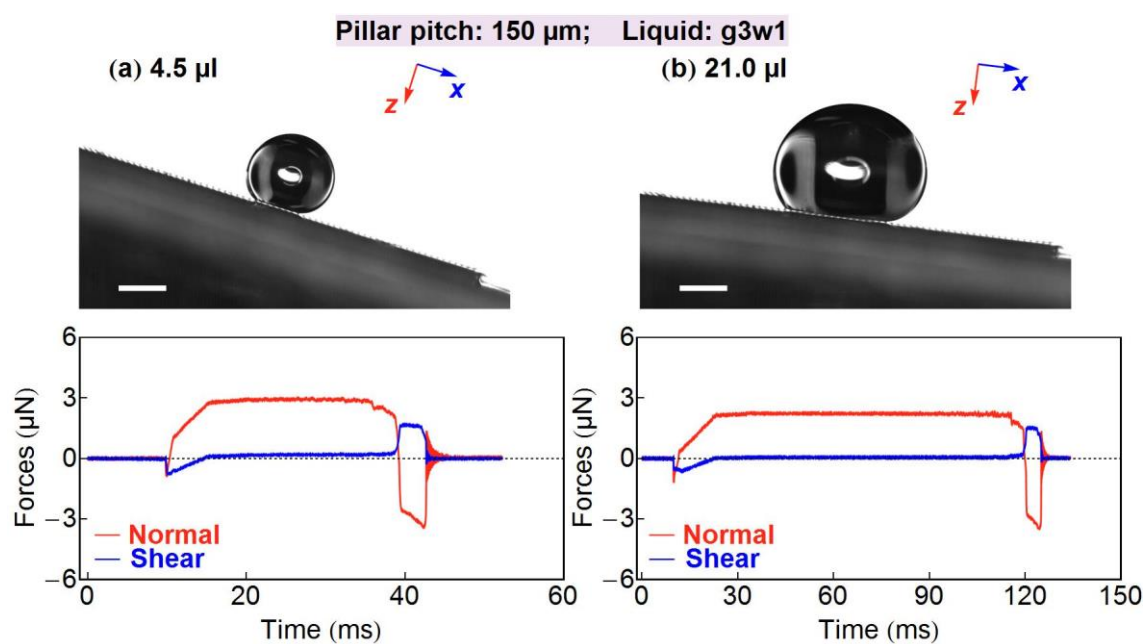 Pillar pitch: 150 µm; Liquid: g3w1
(a) 4.5 µl
x
z
(b) 21.0 µl
x
z
6
3
0
−3
−6
Forces (µN)
Normal
Shear
0
20
40
60
Time (ms)
6
3
0
−3
−6
Forces (µN)
Normal
Shear
0
30
60
90
120
150
Time (ms)